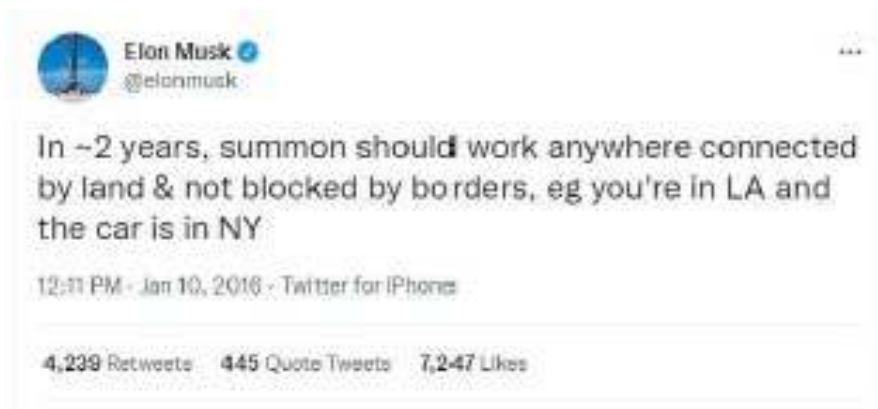 Elon Musk
@elonmusk
In ~2 years, summon should work anywhere connected
by land & not blocked by borders, eg you're in LA and
the car is in NY
12:11 PM · Jan 10, 2016 · Twitter for iPhone
4,239 Retweets 445 Quote Tweets 7,247 Likes